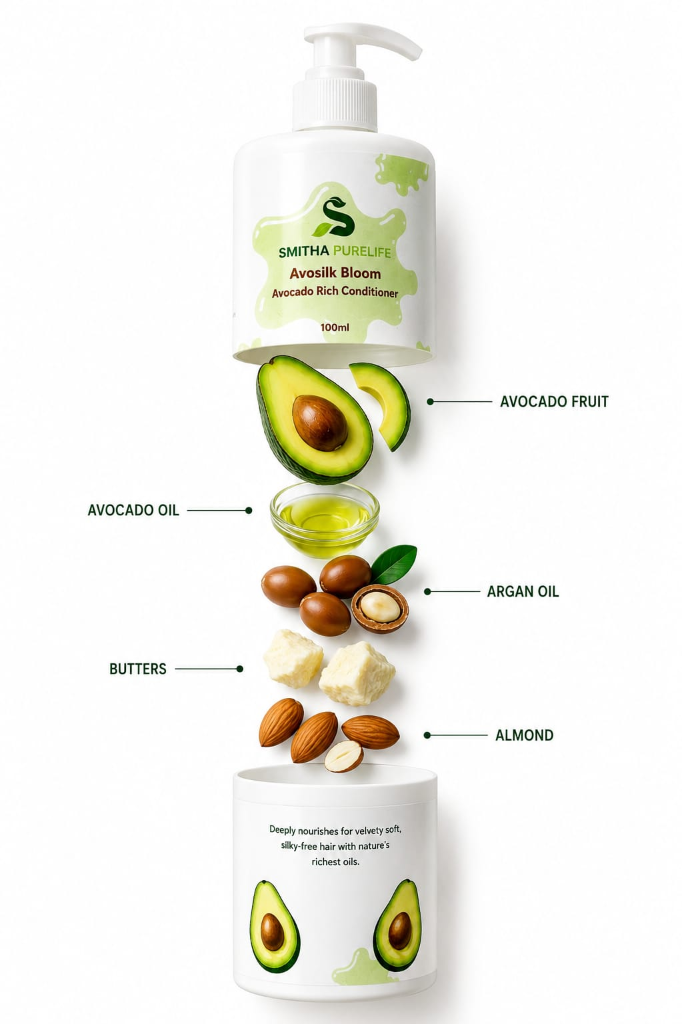 SMITHA PURELIFE
Avosilk Bloom
Avocado Rich Conditioner
100ml
AVOCADO FRUIT
AVOCADO OIL
ARGAN OIL
BUTTERS
ALMOND
Deeply nourishes for velvety soft,
silky-free hair with nature's
richest oils.